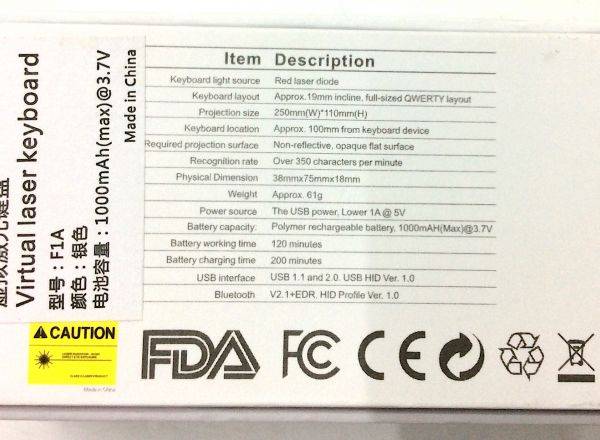 Item Description
Keyboard light source Red laser diode
Keyboard layout Approx.19mm incline, full-sized QWERTY layout
Projection size 250mm(W)*110mm(H)
Keyboard location Approx. 100mm from keyboard device
Required projection surface Non-reflective, opaque flat surface
Recognition rate Over 350 characters per minute
Physical Dimension 38mmx75mmx18mm
Weight Approx. 61g
Power source The USB power, Lower 1A @ 5V
Battery capacity: Polymer rechargeable battery, 1000mAH(Max)@3.7V
Battery working time 120 minutes
Battery charging time 200 minutes
USB interface USB 1.1 and 2.0. USB HID Ver. 1.0
Bluetooth V2.1+EDR, HID Profile Ver. 1.0
Virtual laser keyboard
型号：F1A
颜色：银色
电池容量：1000mAh(max)@3.7V
Made in China
CAUTION
Made in China
FDA FC CE